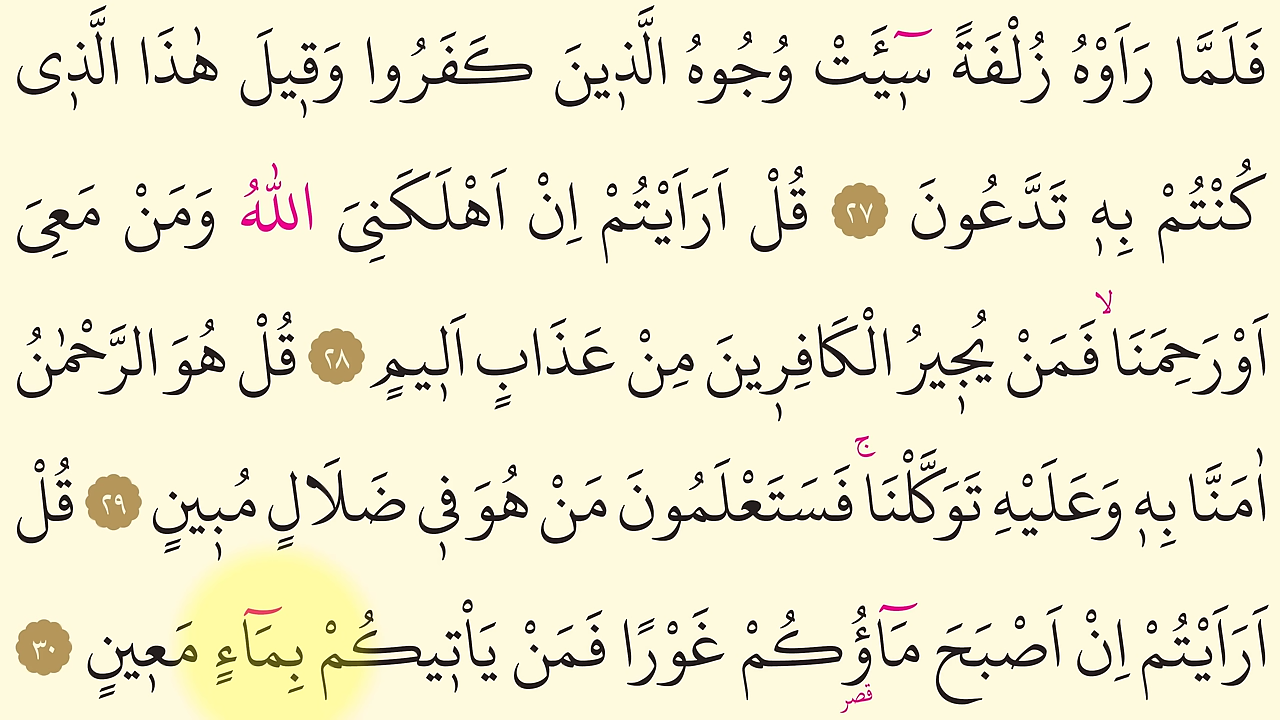 فَلَمَّا رَاَوْهُ زُلْفَةً سٖٓئَتْ وُجُوهُ الَّذٖينَ كَفَرُوا وَقٖيلَ هٰذَا الَّذٖى
كُنْتُمْ بِهٖ تَدَّعُونَ ﴿٢٧﴾ قُلْ اَرَاَيْتُمْ اِنْ اَهْلَكَنِىَ اللّٰهُ وَمَنْ مَعِىَ
اَوْ رَحِمَنَاۙ فَمَنْ يُجٖيرُ الْكَافِرٖينَ مِنْ عَذَابٍ اَلٖيمٍ ﴿٢٨﴾ قُلْ هُوَ الرَّحْمٰنُ
اٰمَنَّا بِهٖ وَعَلَيْهِ تَوَكَّلْنَاۚ فَسَتَعْلَمُونَ مَنْ هُوَ فٖى ضَلَالٍ مُبٖينٍ ﴿٢٩﴾ قُلْ
اَرَاَيْتُمْ اِنْ اَصْبَحَ مَٓاؤُ۬كُمْ غَوْرًا فَمَنْ يَاْتٖيكُمْ بِمَٓاءٍ مَعٖينٍ ﴿٣٠﴾
قصر